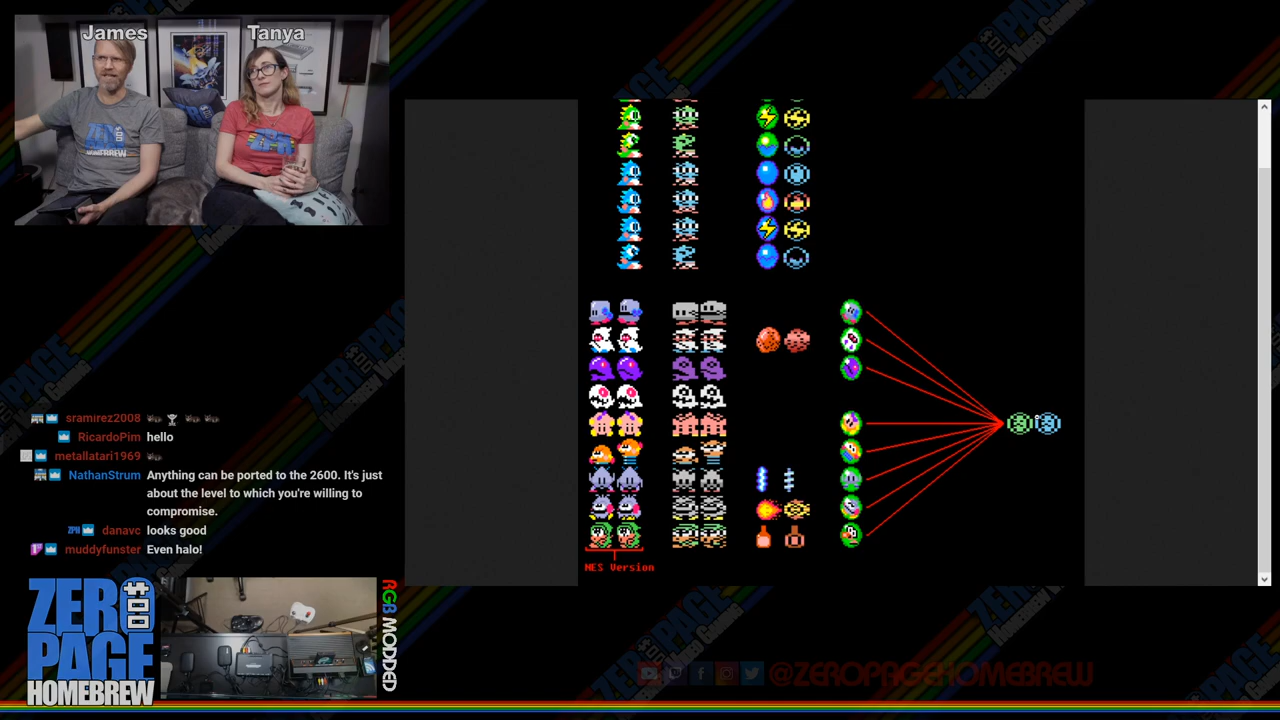 James
Tanya
sramirez2008
RicardoPim hello
metallatari1969
NathanStrum Anything can be ported to the 2600. It's just
about the level to which you're willing to
compromise.
ZPH danavc looks good
muddyfunster Even halo!
NES Version
ZERO
$00
PAGE
HOMEBREW
RGB MODDED
@ZEROPAGEHOMEBREW